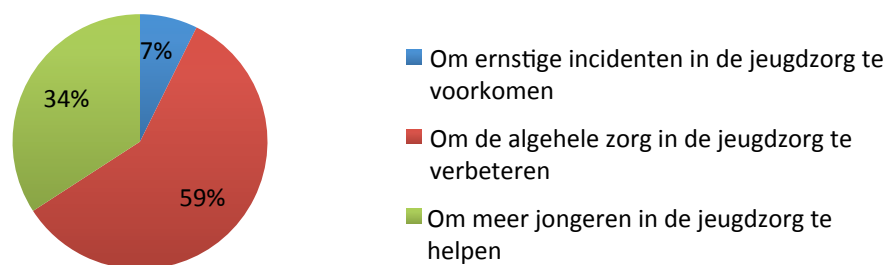 7%
34%
59%
Om ernstige incidenten in de jeugdzorg te
voorkomen
Om de algehele zorg in de jeugdzorg te
verbeteren
Om meer jongeren in de jeugdzorg te
helpen